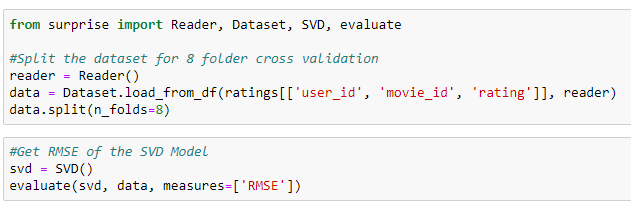 from surprise import Reader, Dataset, SVD, evaluate
#Split the dataset for 8 folder cross validation
reader = Reader()
data = Dataset.load_from_df(ratings[['user_id', 'movie_id', 'rating']], reader)
data.split(n_folds=8)
#Get RMSE of the SVD Model
svd = SVD()
evaluate(svd, data, measures=['RMSE'])